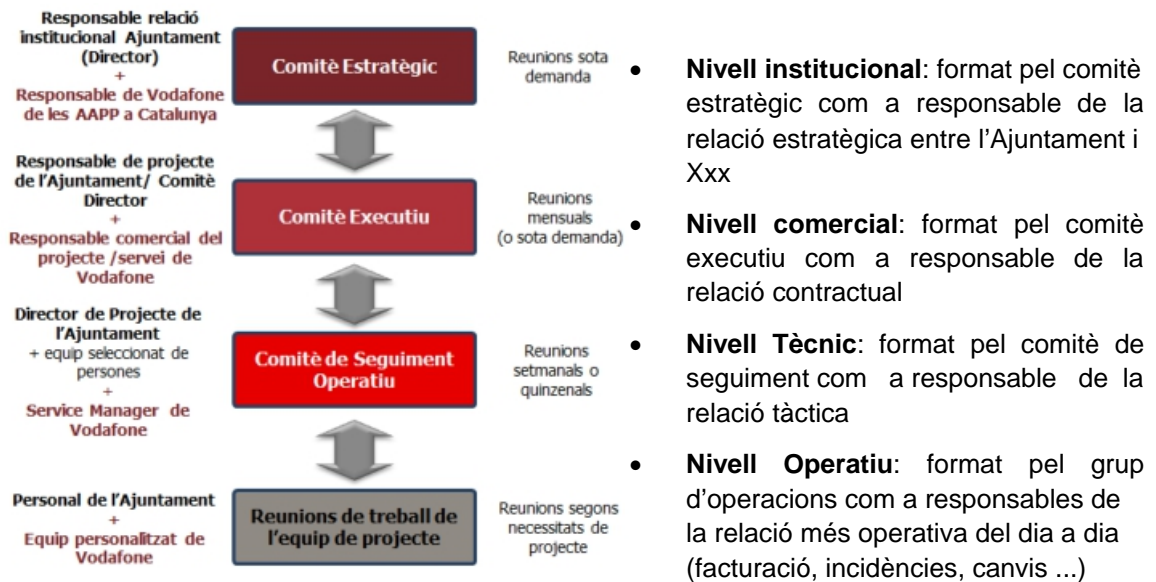 Responsable relació
institucional Ajuntament
(Director)
+
Responsable de Vodafone
de les AAPP a Catalunya
Comitè Estratègic
Reunions sota
demanda
Responsable de projecte
de l'Ajuntament/ Comitè
Director
+
Responsable comercial del
projecte /servei de
Vodafone
Comitè Executiu
Reunions
mensuals
(o sota demanda)
Director de Projecte de
l'Ajuntament
+ equip seleccionat de
persones
+
Service Manager de
Vodafone
Comitè de Seguiment
Operatiu
Reunions
setmanals o
quinzenals
Personal de l'Ajuntament
+
Equip personalitzat de
Vodafone
Reunions de treball de
l'equip de projecte
Reunions segons
necessitats de
projecte
• Nivell institucional: format pel comitè
estratègic com a responsable de la
relació estratègica entre l'Ajuntament i
Xxx
• Nivell comercial: format pel comitè
executiu com a responsable de la
relació contractual
• Nivell Tècnic: format pel comitè de
seguiment com a responsable de la
relació tàctica
• Nivell Operatiu: format pel grup
d'operacions com a responsables de
la relació més operativa del dia a dia
(facturació, incidències, canvis ...)